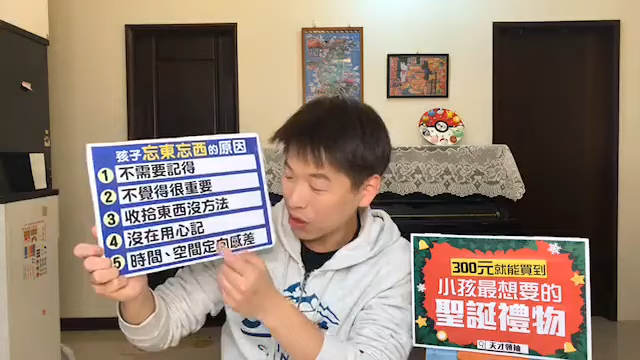 孩子忘東忘西的原因
1 不需要記得
2 不覺得很重要
3 收拾東西沒方法
4 沒在用心記
5 時間、空間定向感差
300元就能買到
小孩最想要的
聖誕禮物
天才領袖